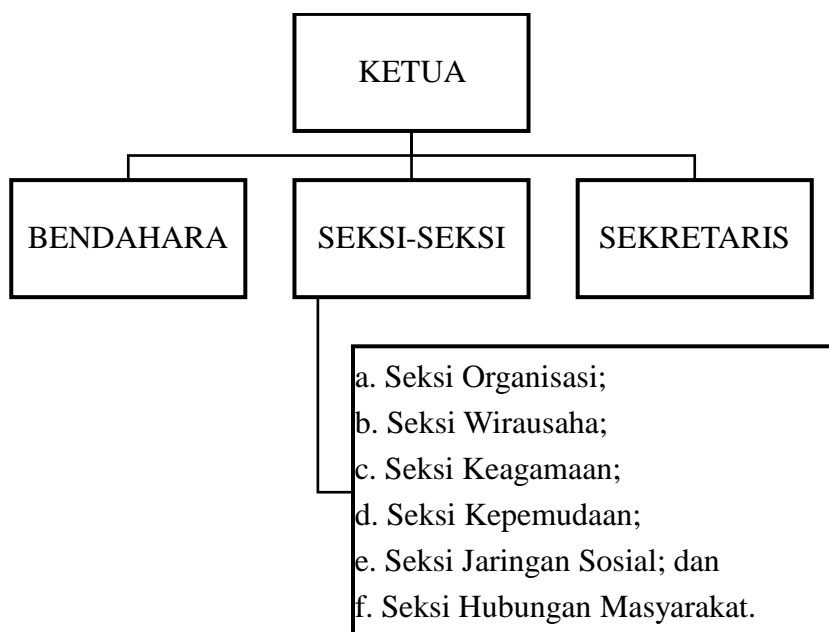 KETUA
BENDAHARA
SEKSI-SEKSI
SEKRETARIS
a. Seksi Organisasi;
b. Seksi Wirausaha;
c. Seksi Keagamaan;
d. Seksi Kepemudaan;
e. Seksi Jaringan Sosial; dan
f. Seksi Hubungan Masyarakat.